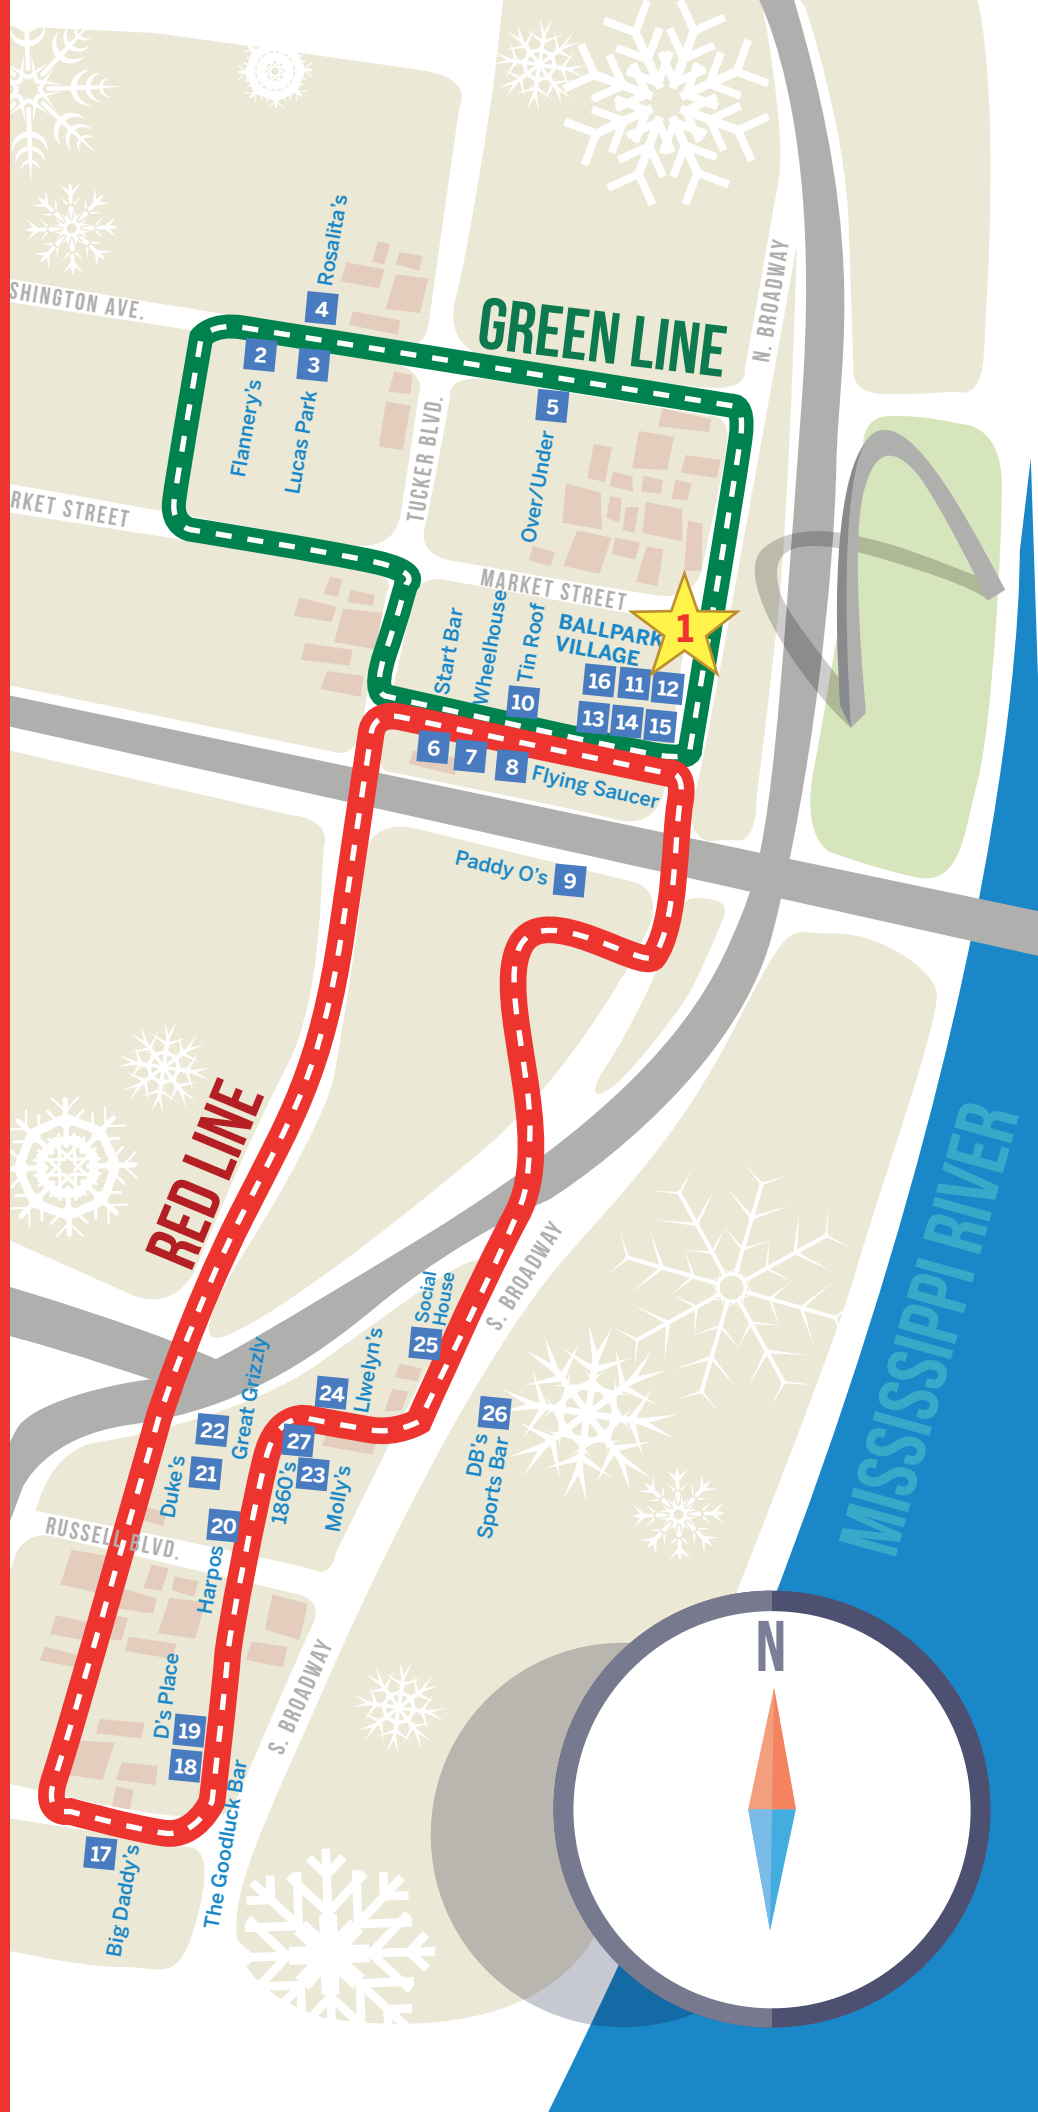 Rosalita's
SHINGTON AVE.
4
GREEN LINE
N. BROADWAY
2
3
Flannery's
Lucas Park
TUCKER BLVD.
5
Over/Under
RKET STREET
MARKET STREET
Start Bar
Wheelhouse
Tin Roof
BALLPARK
VILLAGE
1
16 11 12
10
13 14 15
6
7
8
Flying Saucer
Paddy O's
9
RED LINE
MISSISSIPPI RIVER
S. BROADWAY
Social
House
25
Llwelyn's
24
Great Grizzly
22
26
DB's
Sports Bar
27
21
Duke's
23
1860's
Molly's
20
RUSSELL BLVD.
Harpos
N
S. BROADWAY
D's Place
19
18
The Goodluck Bar
17
Big Daddy's